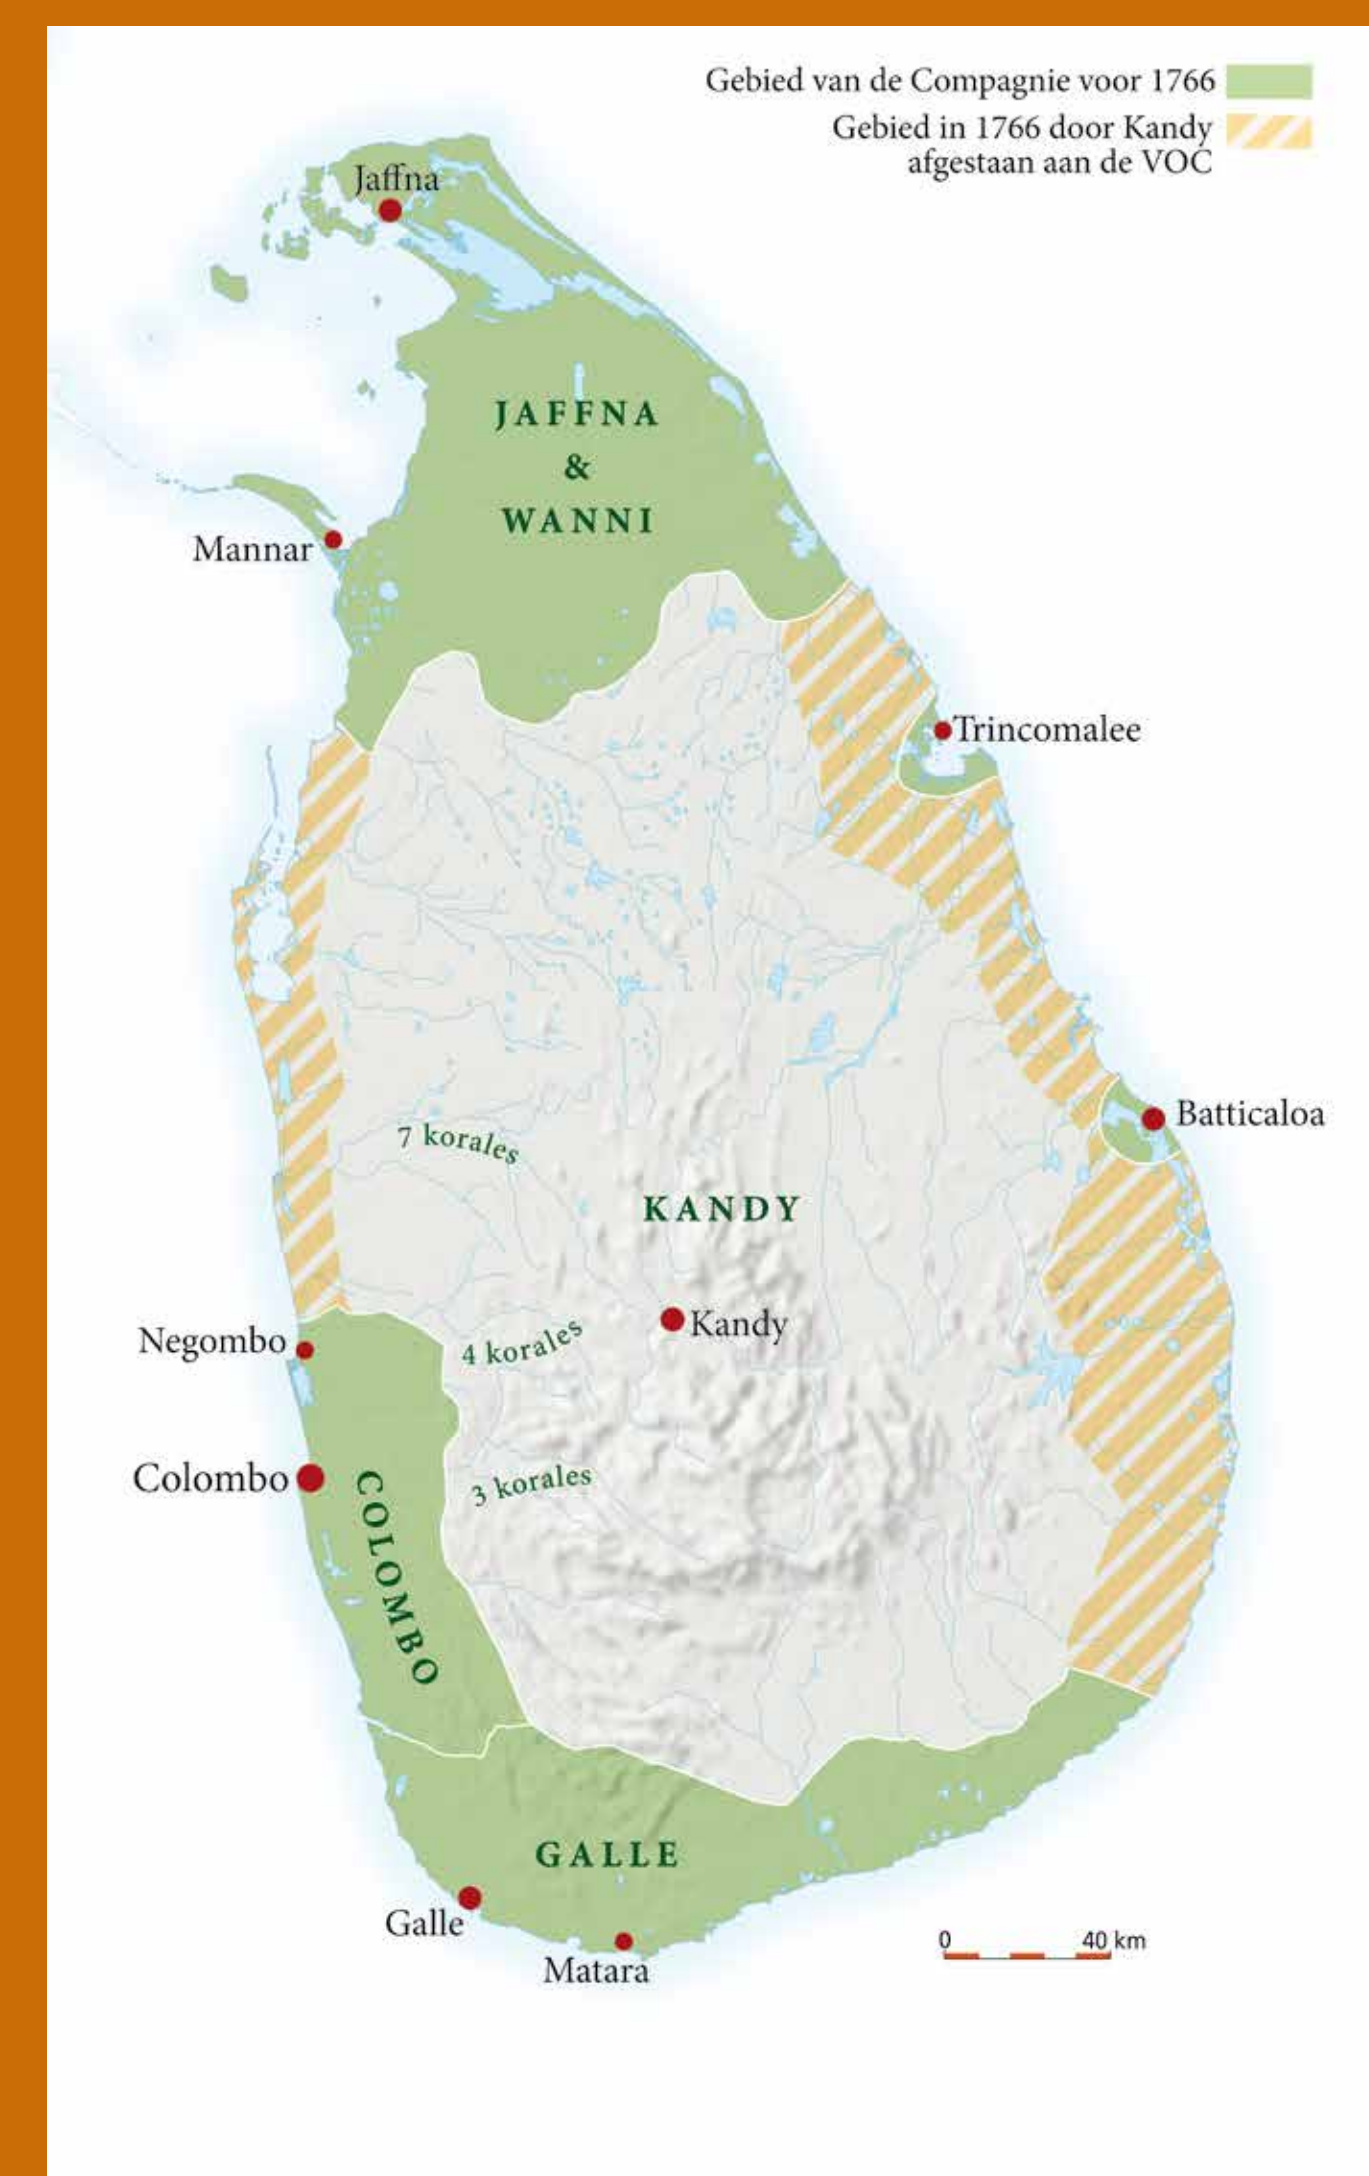 Gebied van de Compagnie voor 1766
Gebied in 1766 door Kandy
afgestaan aan de VOC
Jaffna
JAFFNA
&
WANNI
Mannar
Trincomalee
Batticaloa
7 korales
KANDY
Kandy
Negombo
4 korales
Colombo
3 korales
COLOMBO
GALLE
Galle
Matara
0 40 km